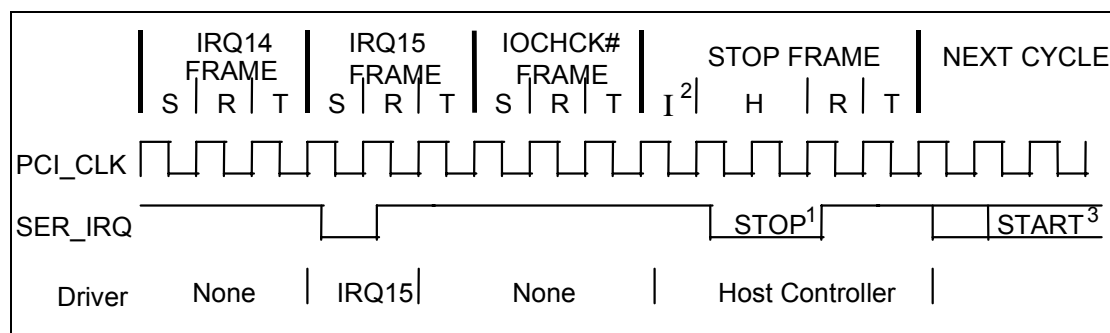 IRQ14 FRAME
IRQ15 FRAME
IOCHCK# FRAME
STOP FRAME
NEXT CYCLE
S R T S R T S R T I² H R T
PCI_CLK
SER_IRQ STOP¹ START³
Driver None IRQ15 None Host Controller